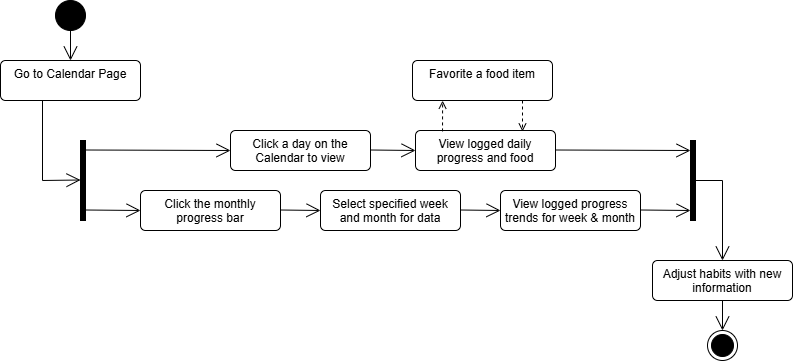 Go to Calendar Page
Favorite a food item
Click a day on the
Calendar to view
View logged daily
progress and food
Click the monthly
progress bar
Select specified week
and month for data
View logged progress
trends for week & month
Adjust habits with new
information